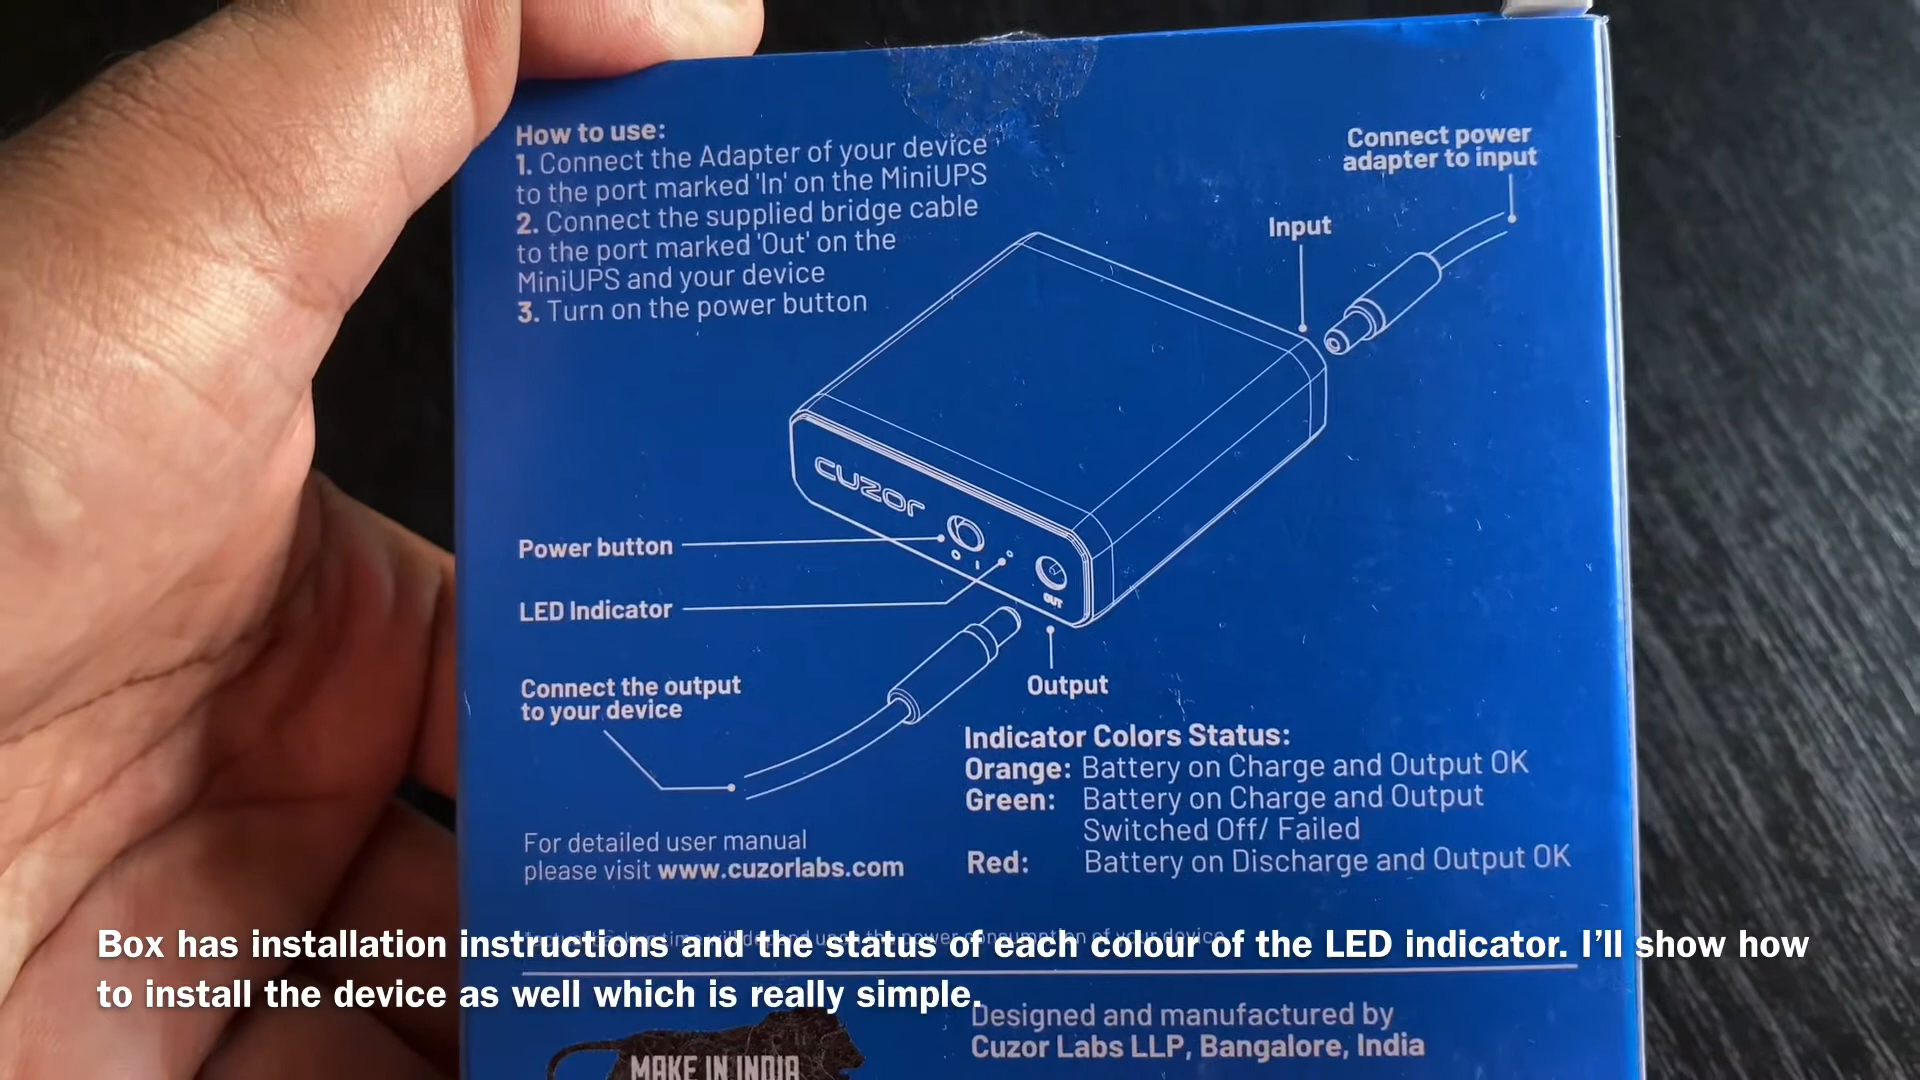 How to use:
1. Connect the Adapter of your device
to the port marked 'In' on the MiniUPS
2. Connect the supplied bridge cable
to the port marked 'Out' on the
MiniUPS and your device
3. Turn on the power button
Connect power
adapter to input
Input
CUZOR
OUT
Power button
LED Indicator
Connect the output
to your device
Output
Indicator Colors Status:
Orange: Battery on Charge and Output OK
Green: Battery on Charge and Output
Switched Off/ Failed
Red: Battery on Discharge and Output OK
For detailed user manual
please visit www.cuzorlabs.com
Box has installation instructions and the status of each colour of the LED indicator. I'll show how
to install the device as well which is really simple.
Designed and manufactured by
Cuzor Labs LLP, Bangalore, India
MAKE IN INDIA